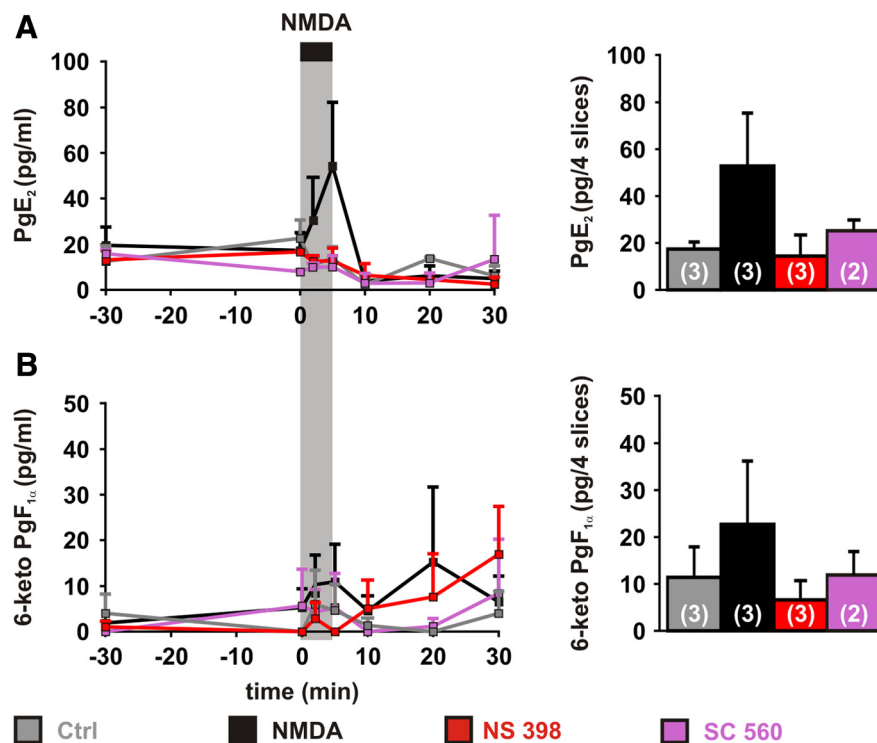 A
NMDA
PgE₂ (pg/ml)
100
80
60
40
20
0
-30 -20 -10 0 10 20 30
PgE₂ (pg/4 slices)
100
80
60
40
20
0
(3) (3) (3) (2)
B
6-keto PgF₁α (pg/ml)
50
40
30
20
10
0
-30 -20 -10 0 10 20 30
time (min)
6-keto PgF₁α (pg/4 slices)
50
40
30
20
10
0
(3) (3) (3) (2)
Ctrl NMDA NS 398 SC 560